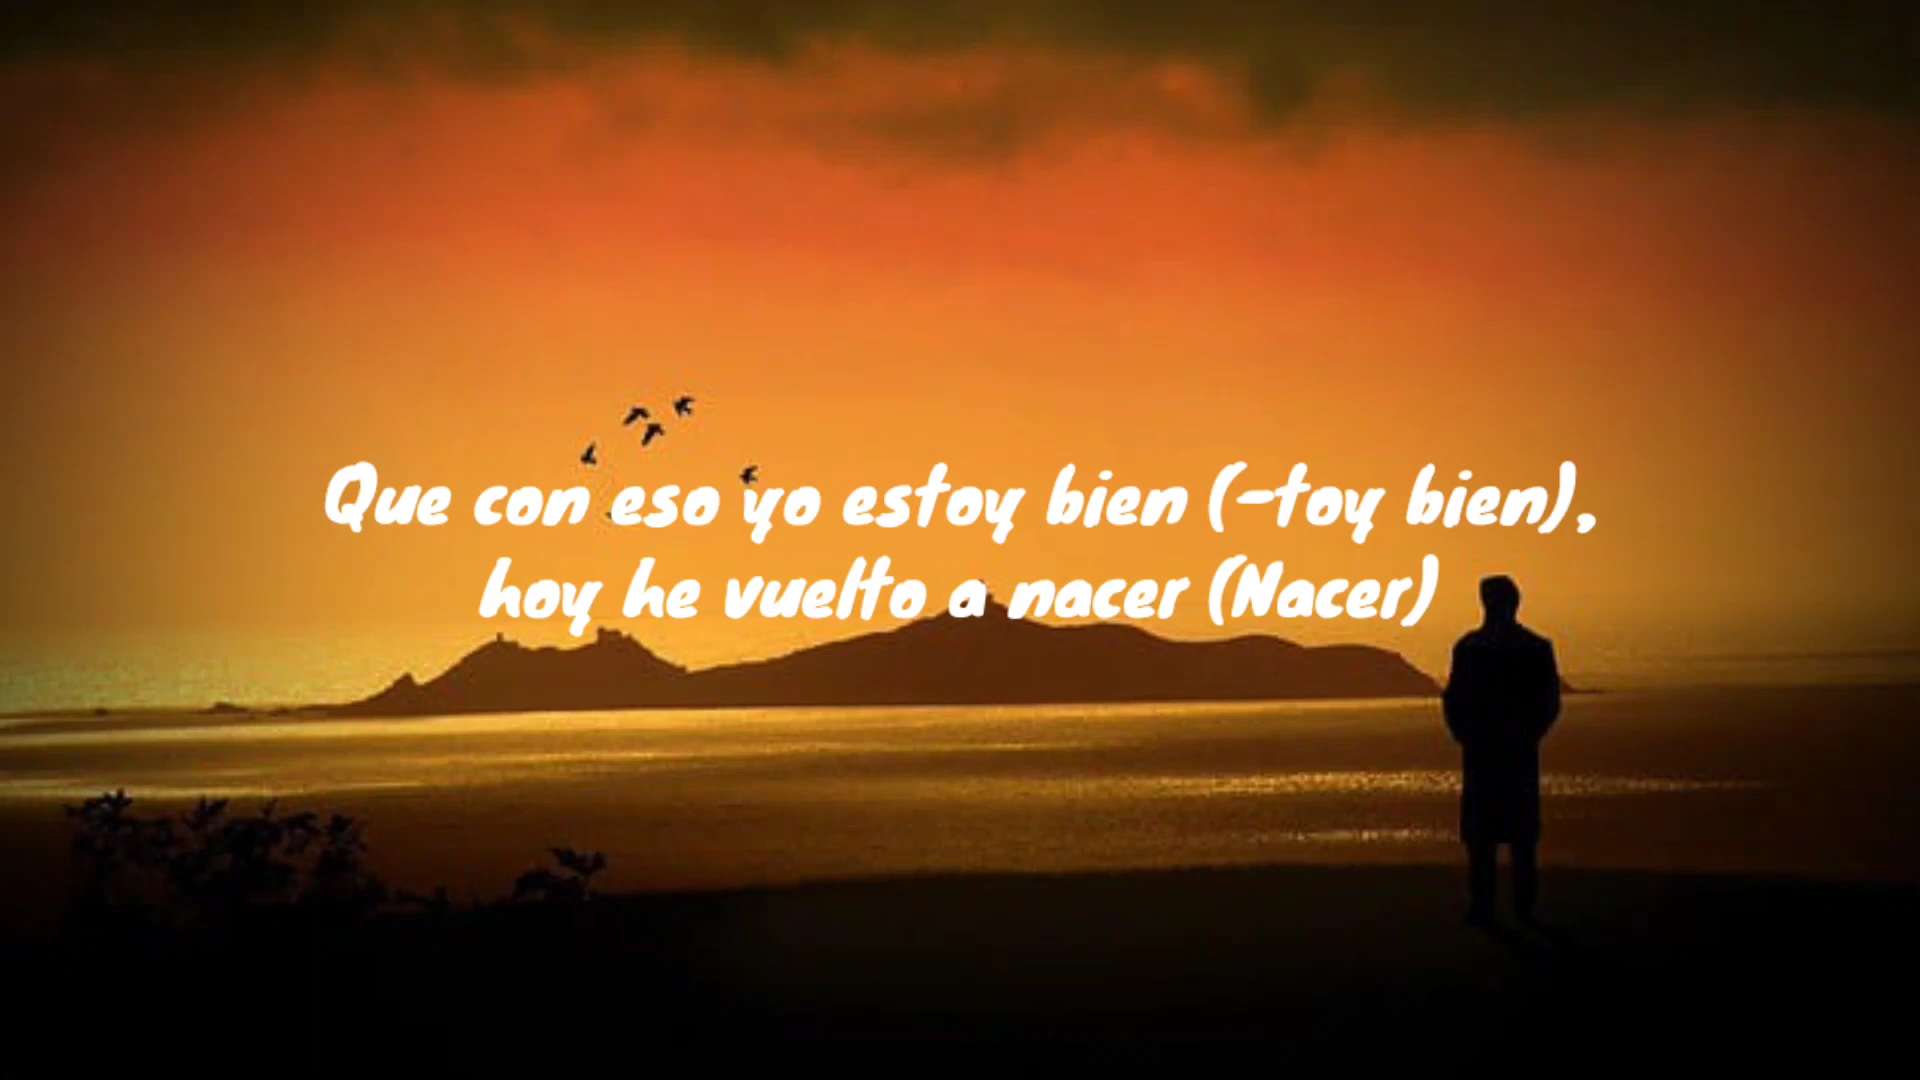 Que con eso yo estoy bien (-toy bien),
hoy he vuelto a nacer (Nacer)